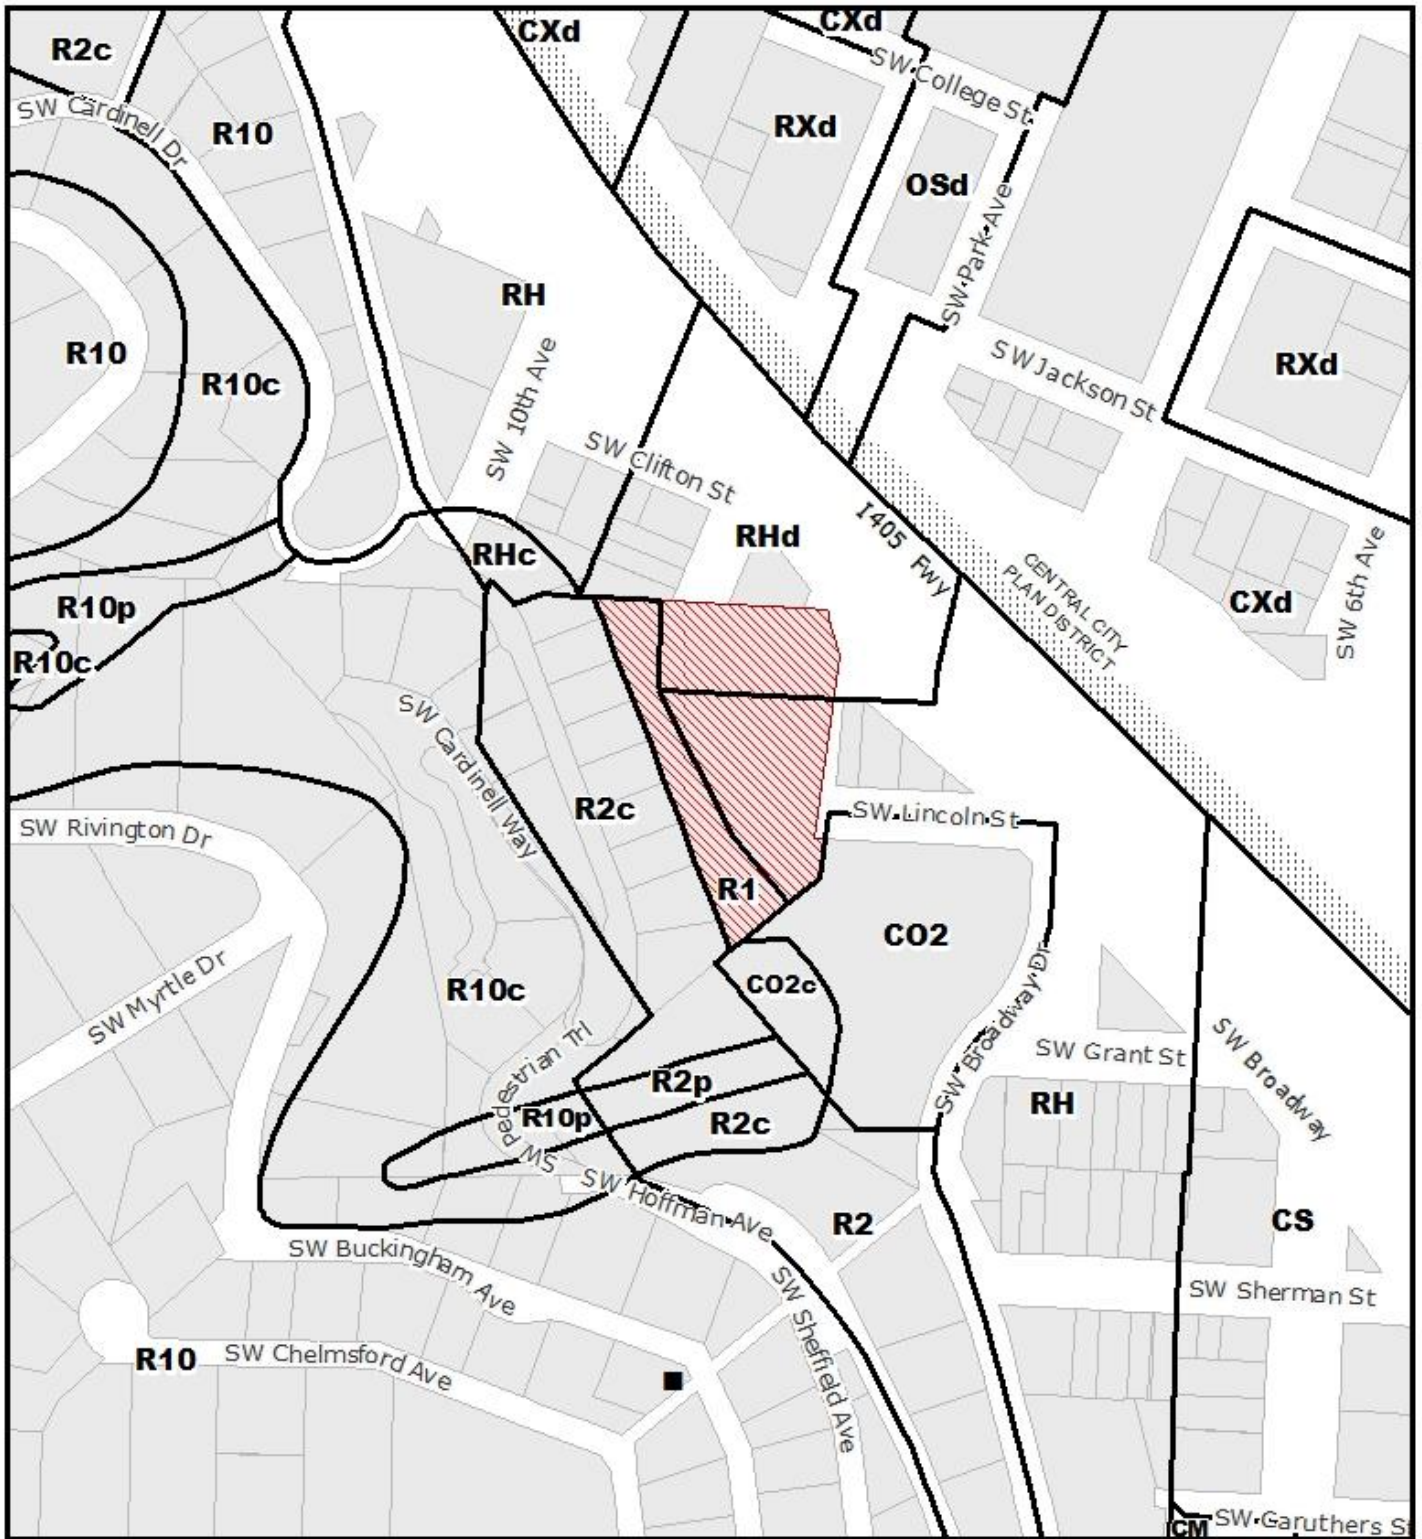 CXd
CXd
R2c
SW College St
SW Cardinell Dr
R10
RXd
OSd
SW Park Ave
RH
R10
R10c
SW 10th Ave
SW Jackson St
RXd
SW Clifton St
RHd
I405 Fwy
RHc
CENTRAL CITY
PLAN DISTRICT
SW 6th Ave
CXd
R10p
R10c
SW Cardinell Way
R2c
SW Lincoln St
SW Rivington Dr
R1
CO2
SW Myrtle Dr
R10c
CO2c
SW Broadway Dr
SW Grant St
SW Broadway
SW Pedestrian Trl
R2p
R10p
R2c
RH
SW Hoffman Ave
R2
CS
SW Buckingham Ave
SW Sheffield Ave
SW Sherman St
R10
SW Chelmsford Ave
CM
SW Caruthers S